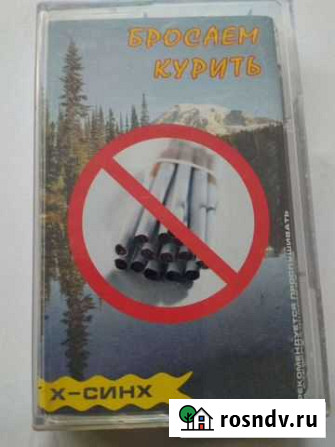 БРОСАЕМ
КУРИТЬ
РЕКОМЕНДУЕТСЯ ПРОСЛУШИВАТЬ
Х-СИНХ
rosndv.ru